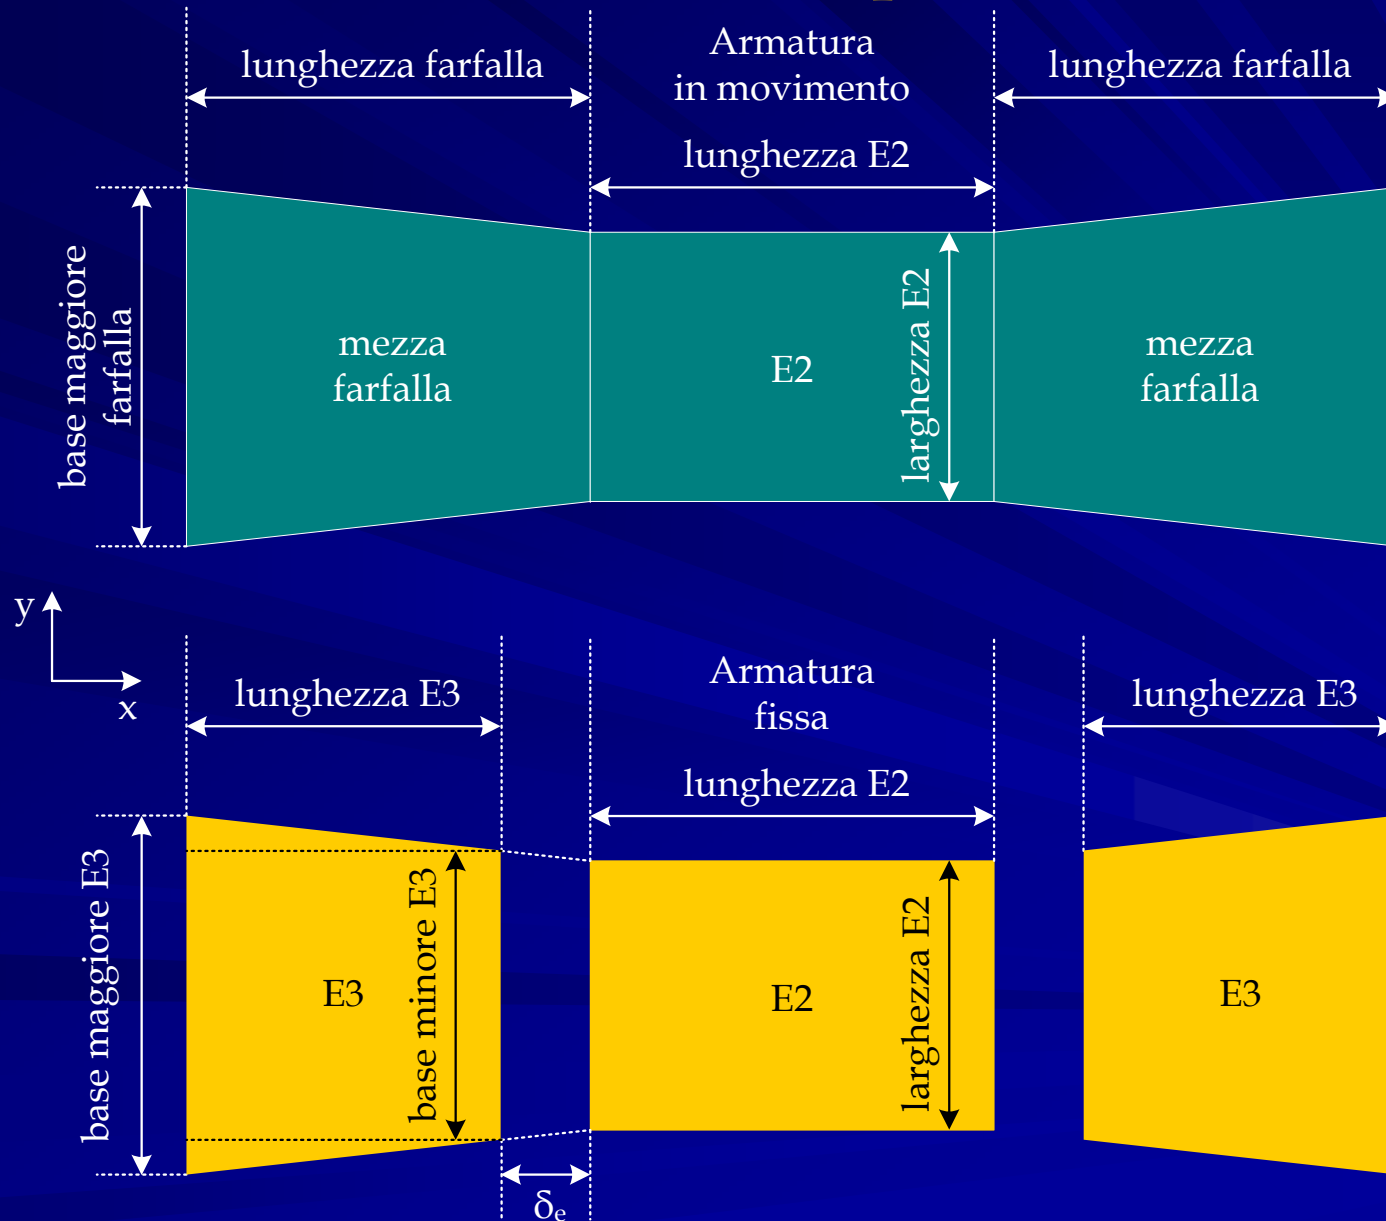 lunghezza farfalla
Armatura
in movimento
lunghezza farfalla
lunghezza E2
base maggiore
farfalla
mezza
farfalla
E2
larghezza E2
mezza
farfalla
y
x
lunghezza E3
Armatura
fissa
lunghezza E3
lunghezza E2
base maggiore E3
E3
base minore E3
E2
larghezza E2
E3
δe